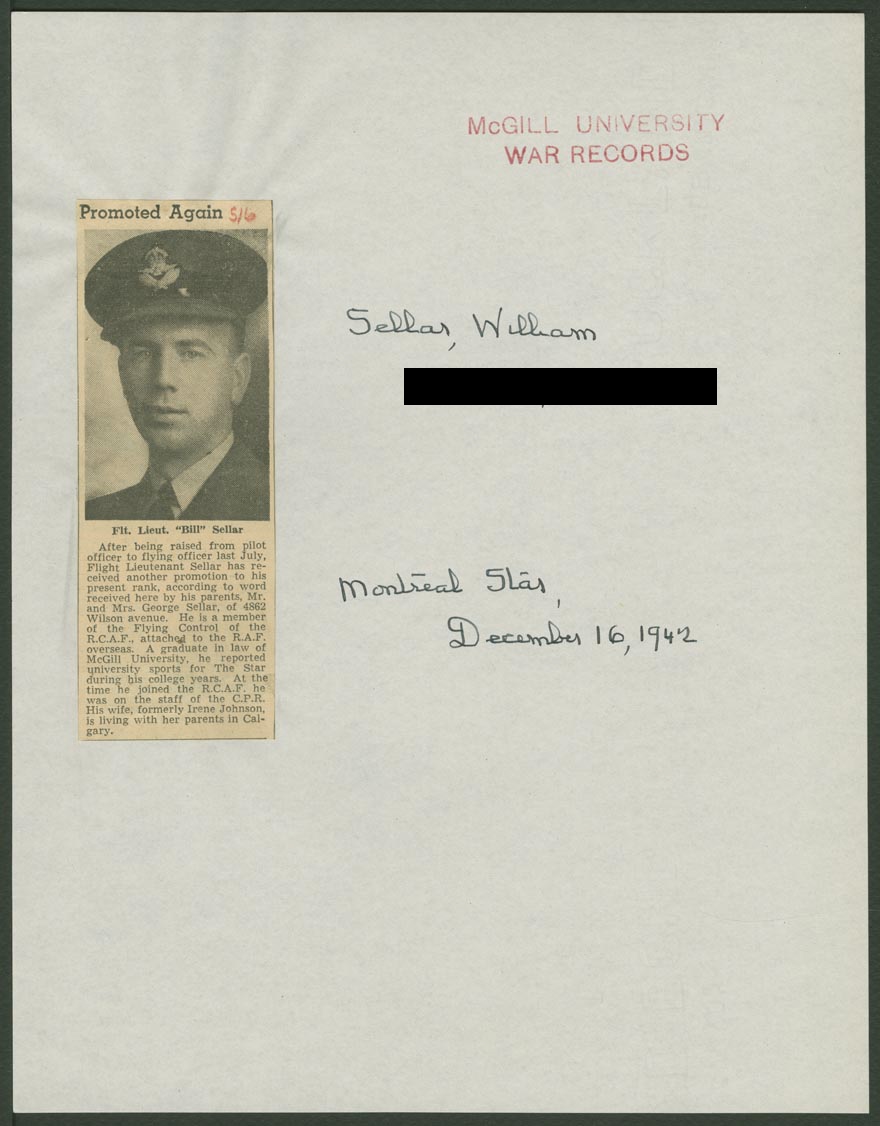 McGILL UNIVERSITY
WAR RECORDS
Promoted Again 5/6
Sellar, William
Flt. Lieut. "Bill" Sellar
After being raised from pilot
officer to flying officer last July,
Flight Lieutenant Sellar has re-
ceived another promotion to his
present rank, according to word
received here by his parents, Mr.
and Mrs. George Sellar, of 4862
Wilson avenue. He is a member
of the Flying Control of the
R.C.A.F., attached to the R.A.F.
overseas. A graduate in law of
McGill University, he reported
university sports for The Star
during his college years. At the
time he joined the R.C.A.F. he
was on the staff of the C.P.R.
His wife, formerly Irene Johnson,
is living with her parents in Cal-
gary.
Montreal Star,
December 16, 1942